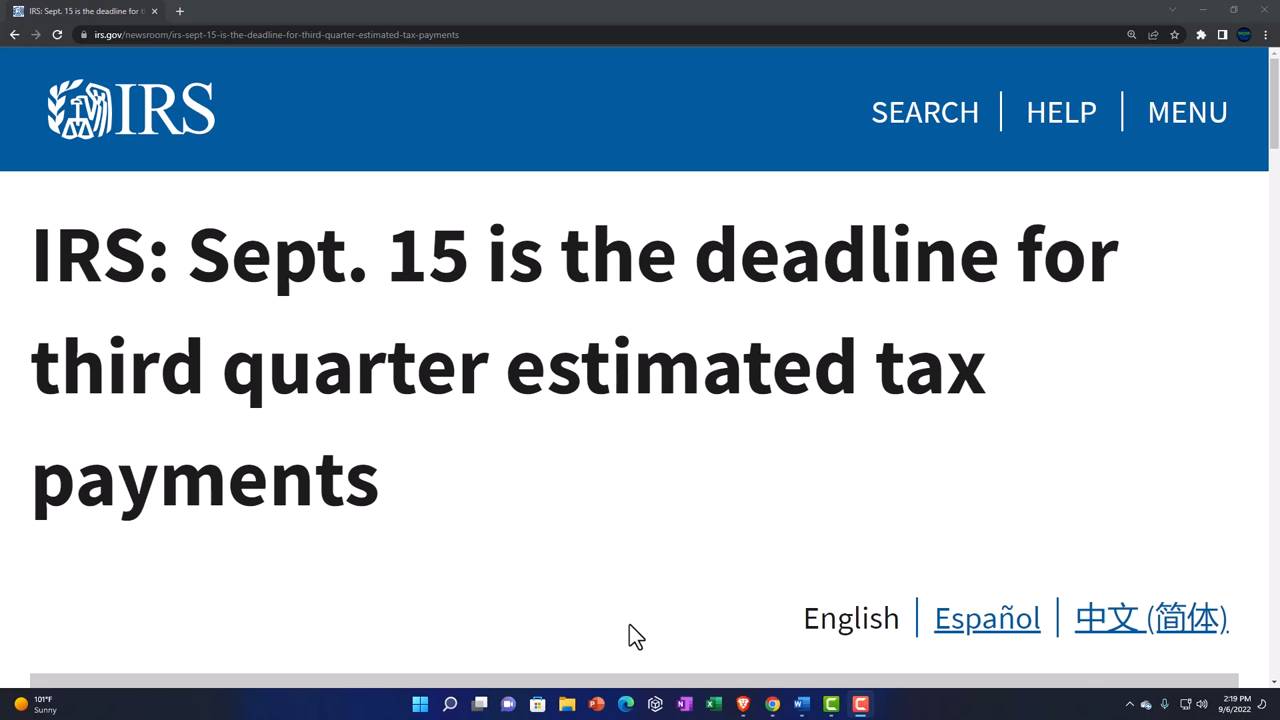 IRS: Sept. 15 is the deadline for t
irs.gov/newsroom/irs-sept-15-is-the-deadline-for-third-quarter-estimated-tax-payments
IRS
SEARCH HELP MENU
IRS: Sept. 15 is the deadline for
third quarter estimated tax
payments
English Español 中文 (简体)
101°F
Sunny
2:19 PM
9/6/2022